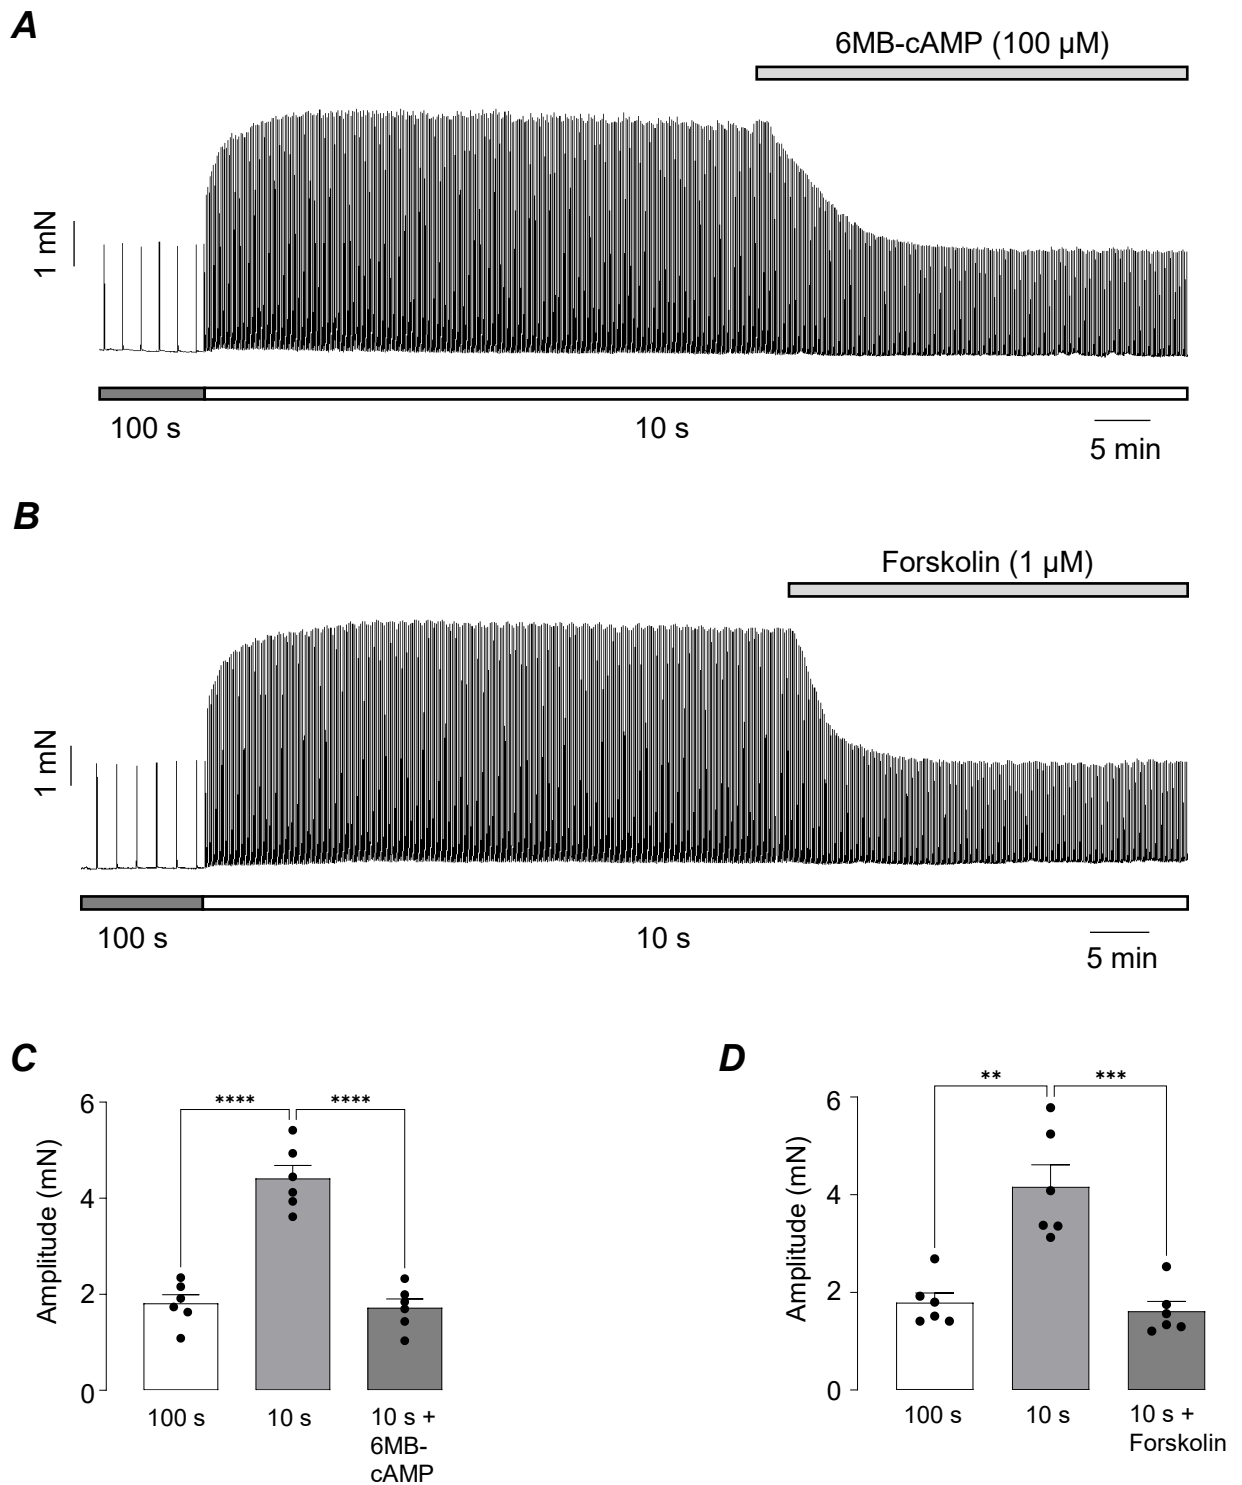 A
6MB-cAMP (100 µM)
1 mN
100 s
10 s
5 min
B
Forskolin (1 µM)
1 mN
100 s
10 s
5 min
C
Amplitude (mN)
6
4
2
0
****
****
100 s
10 s
10 s +
6MB-
cAMP
D
Amplitude (mN)
6
4
2
0
**
***
100 s
10 s
10 s +
Forskolin